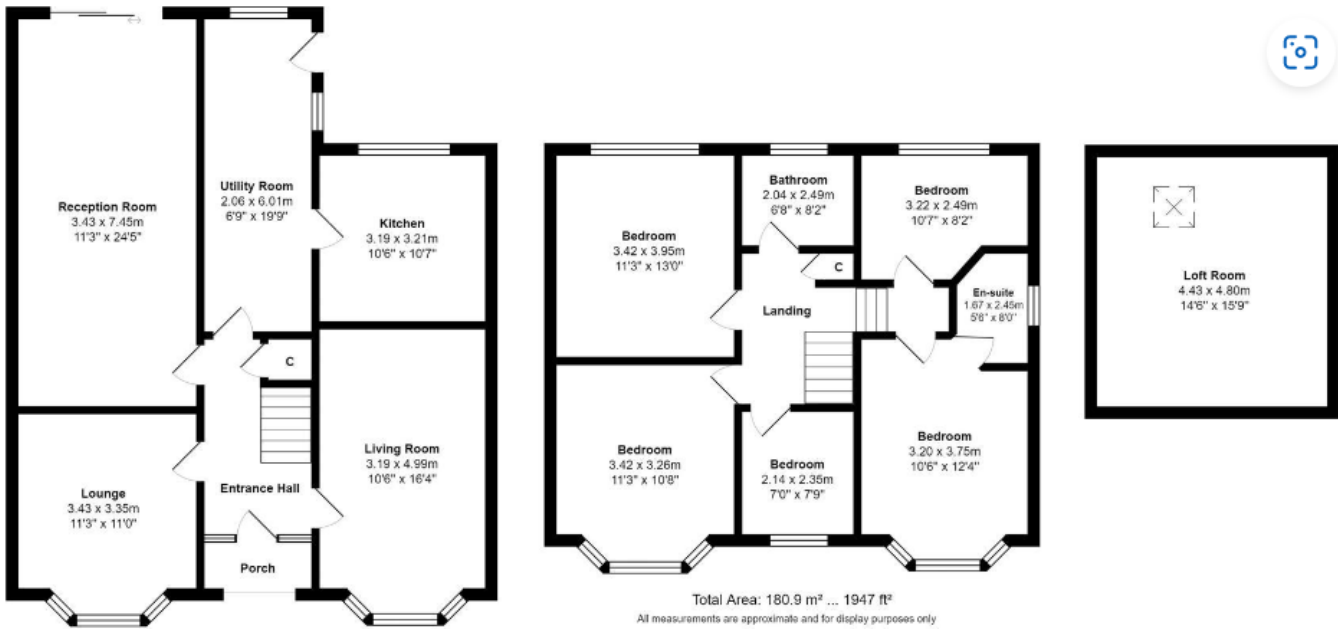 Reception Room
3.43 x 7.45m
11'3" x 24'5"
Utility Room
2.06 x 6.01m
6'9" x 19'9"
Kitchen
3.19 x 3.21m
10'6" x 10'7"
C
Lounge
3.43 x 3.35m
11'3" x 11'0"
Entrance Hall
Living Room
3.19 x 4.99m
10'6" x 16'4"
Porch
Bedroom
3.42 x 3.95m
11'3" x 13'0"
Bathroom
2.04 x 2.49m
6'8" x 8'2"
Bedroom
3.22 x 2.49m
10'7" x 8'2"
C
Landing
En-suite
1.67 x 2.45m
5'6" x 8'0"
Bedroom
3.42 x 3.26m
11'3" x 10'8"
Bedroom
2.14 x 2.35m
7'0" x 7'9"
Bedroom
3.20 x 3.75m
10'6" x 12'4"
Loft Room
4.43 x 4.80m
14'6" x 15'9"
Total Area: 180.9 m² ... 1947 ft²
All measurements are approximate and for display purposes only